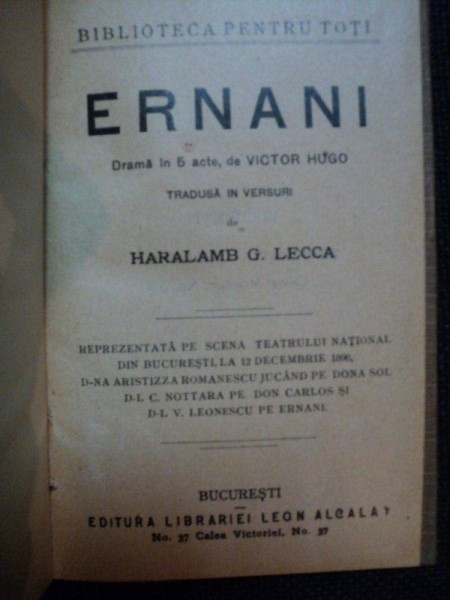 BIBLIOTECA PENTRU TOȚI
ERNANI
Dramă în 5 acte, de VICTOR HUGO
TRADUSĂ IN VERSURI
de
HARALAMB G. LECCA
REPREZENTATĂ PE SCENA TEATRULUI NAȚIONAL
DIN BUCUREȘTI, LA 12 DECEMBRIE
D-NA ARISTIZZA ROMANESCU JUCÂND PE DONA SOL
D-L C. NOTTARA PE DON CARLOS ȘI
D-L V. LEONESCU PE ERNANI.
BUCUREȘTI
EDITURA LIBRARIEI LEON ALCALAY
No. 37 Calea Victoriei, No. 37